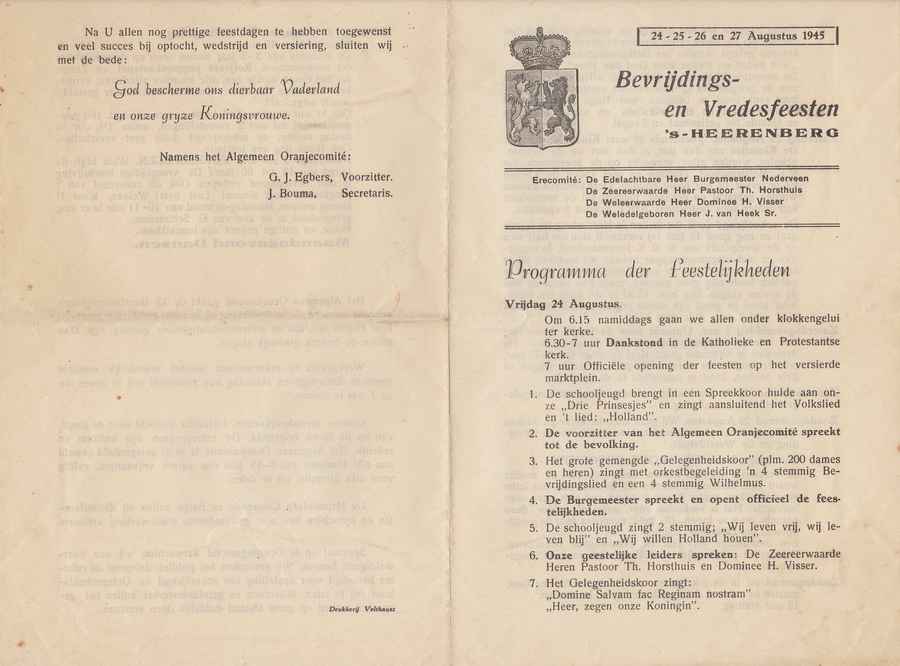 Na U allen nog prettige feestdagen te hebben toegewenst
en veel succes bij optocht, wedstrijd en versiering, sluiten wij
met de bede:
God bescherme ons dierbaar Vaderland
en onze gryze Koningsvrouwe.
Namens het Algemeen Oranjecomité:
G. J. Egbers, Voorzitter.
J. Bouma, Secretaris.
Drukkerij Velthausz
24 - 25 - 26 en 27 Augustus 1945
Bevrijdings-
en Vredesfeesten
's-HEERENBERG
Erecomité: De Edelachtbare Heer Burgemeester Nederveen
De Zeereerwaarde Heer Pastoor Th. Horsthuis
De Weleerwaarde Heer Dominee H. Visser
De Weledelgeboren Heer J. van Heek Sr.
Programma der Feestelijkheden
Vrijdag 24 Augustus.
Om 6.15 namiddags gaan we allen onder klokkengelui
ter kerke.
6.30-7 uur Dankstond in de Katholieke en Protestantse
kerk.
7 uur Officiële opening der feesten op het versierde
marktplein.
1. De schooljeugd brengt in een Spreekkoor hulde aan on-
ze „Drie Prinsesjes” en zingt aansluitend het Volkslied
en 't lied: „Holland”.
2. De voorzitter van het Algemeen Oranjecomité spreekt
tot de bevolking.
3. Het grote gemengde „Gelegenheidskoor” (plm. 200 dames
en heren) zingt met orkestbegeleiding 'n 4 stemmig Be-
vrijdingslied en een 4 stemmig Wilhelmus.
4. De Burgemeester spreekt en opent officieel de fees-
telijkheden.
5. De schooljeugd zingt 2 stemmig; „Wij leven vrij, wij le-
ven blij” en „Wij willen Holland houen”.
6. Onze geestelijke leiders spreken: De Zeereerwaarde
Heren Pastoor Th. Horsthuis en Dominee H. Visser.
7. Het Gelegenheidskoor zingt:
„Domine Salvam fac Reginam nostram”
„Heer, zegen onze Koningin”.